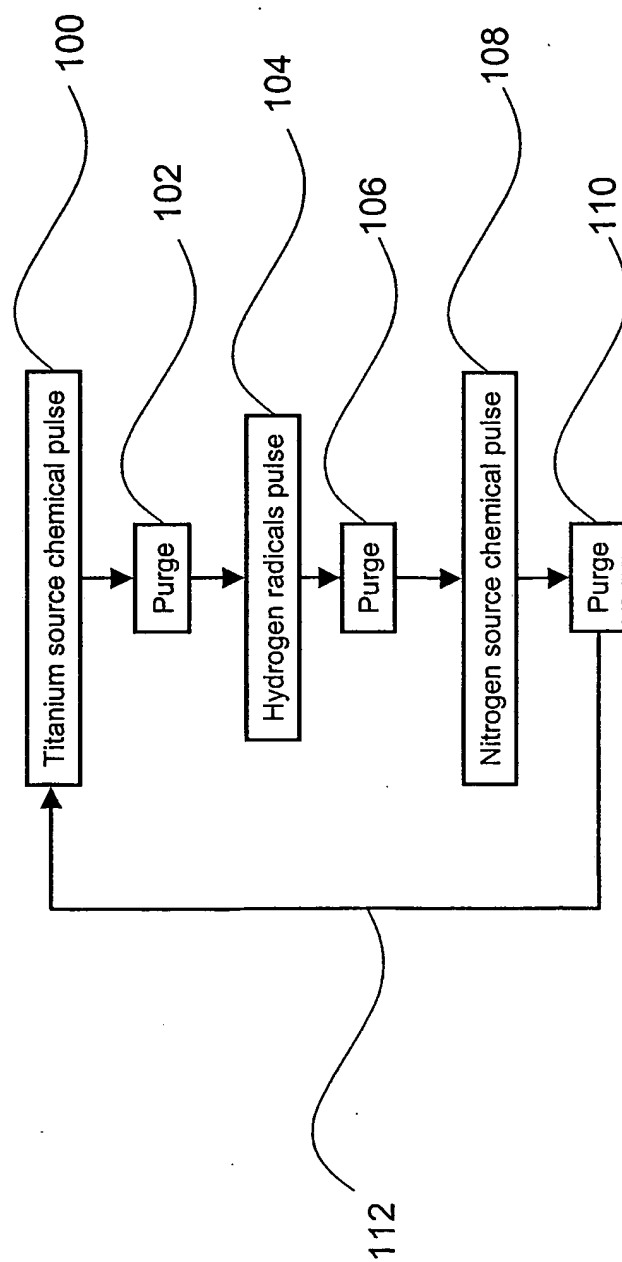 Titanium source chemical pulse
100
Purge
102
Hydrogen radicals pulse
104
Purge
106
Nitrogen source chemical pulse
108
Purge
110
112